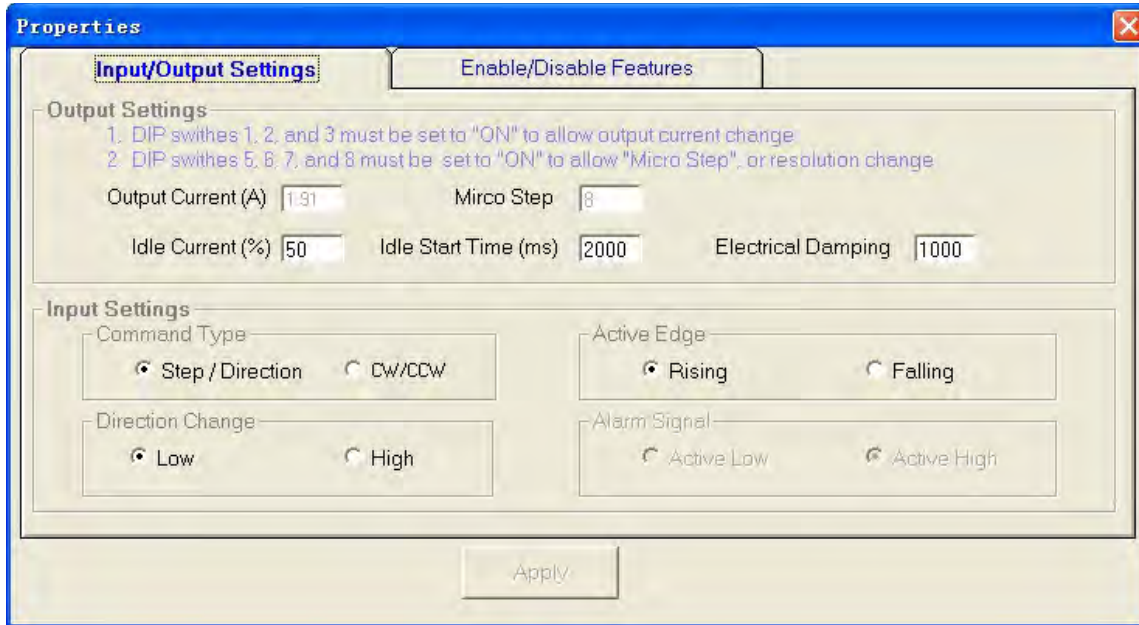 Properties
Input/Output Settings
Enable/Disable Features
Output Settings
1. DIP swithes 1, 2, and 3 must be set to "ON" to allow output current change
2 DIP swithes 5, 6, 7, and 8 must be set to "ON" to allow "Micro Step", or resolution change
Output Current (A) 1.91 Mirco Step 8
Idle Current (%) 50 Idle Start Time (ms) 2000 Electrical Damping 1000
Input Settings
Command Type
Step / Direction CW/CCW
Active Edge
Rising Falling
Direction Change
Low High
Alarm Signal
Active Low Active High
Apply